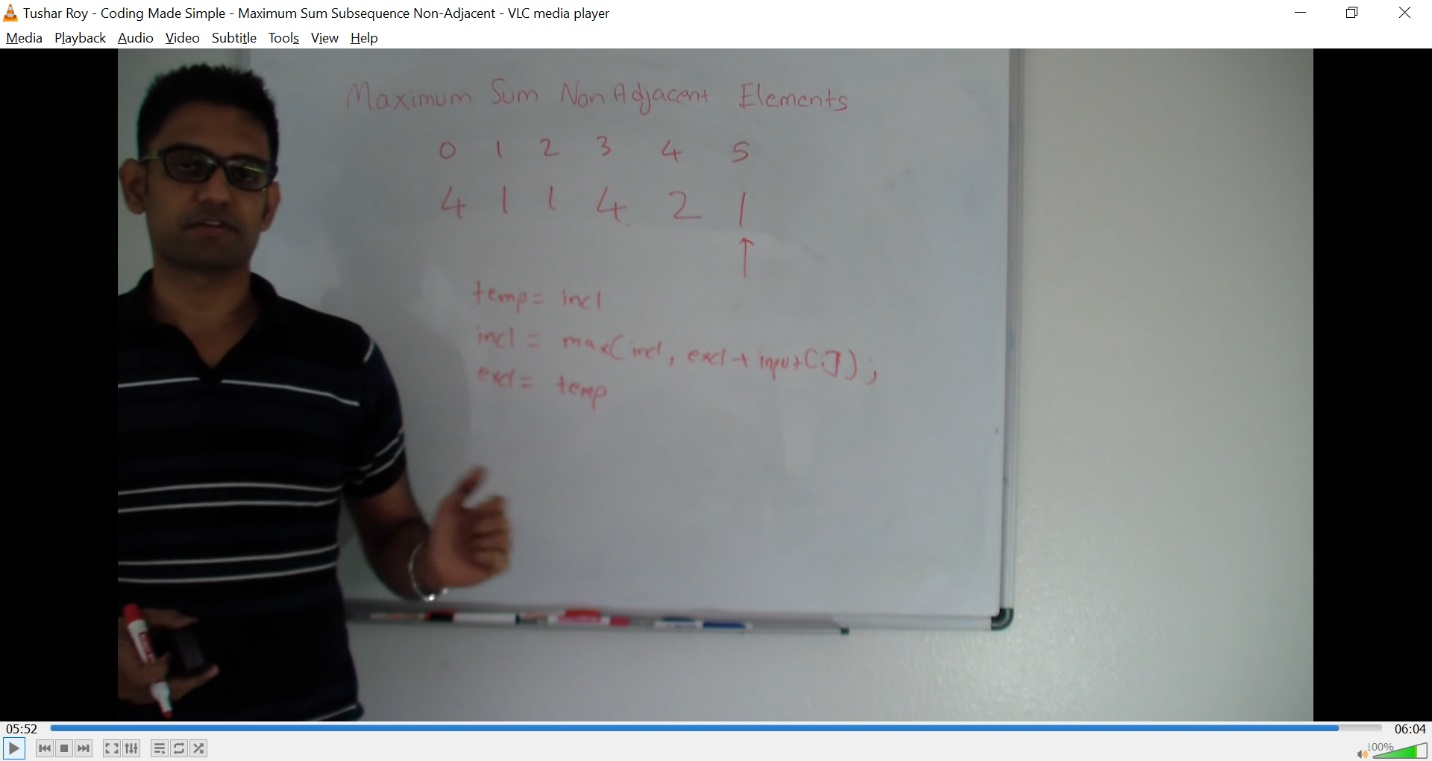 Tushar Roy - Coding Made Simple - Maximum Sum Subsequence Non-Adjacent - VLC media player
Media Playback Audio Video Subtitle Tools View Help
Maximum Sum Non Adjacent Elements
0 1 2 3 4 5
4 1 1 4 2 1
temp = incl
incl = max(incl, excl + input[i]);
excl = temp
05:52 06:04
100%